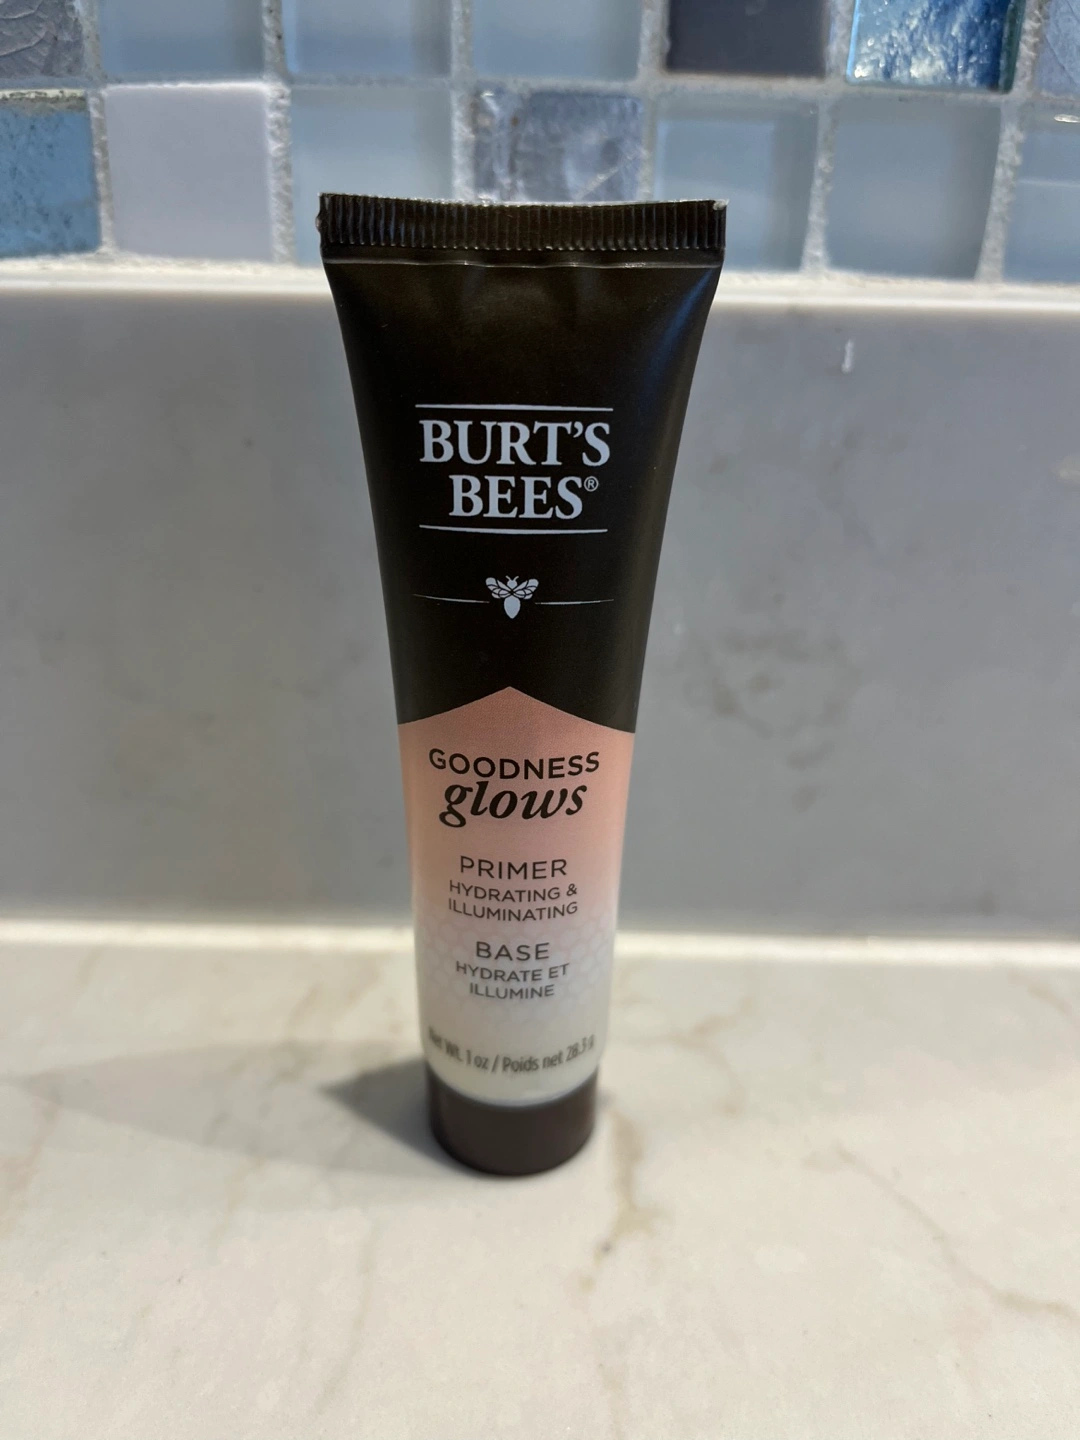 BURT'S
BEES®
GOODNESS
glows
PRIMER
HYDRATING &
ILLUMINATING
BASE
HYDRATE ET
ILLUMINE
Net Wt. 1 oz / Poids net 28.3 g